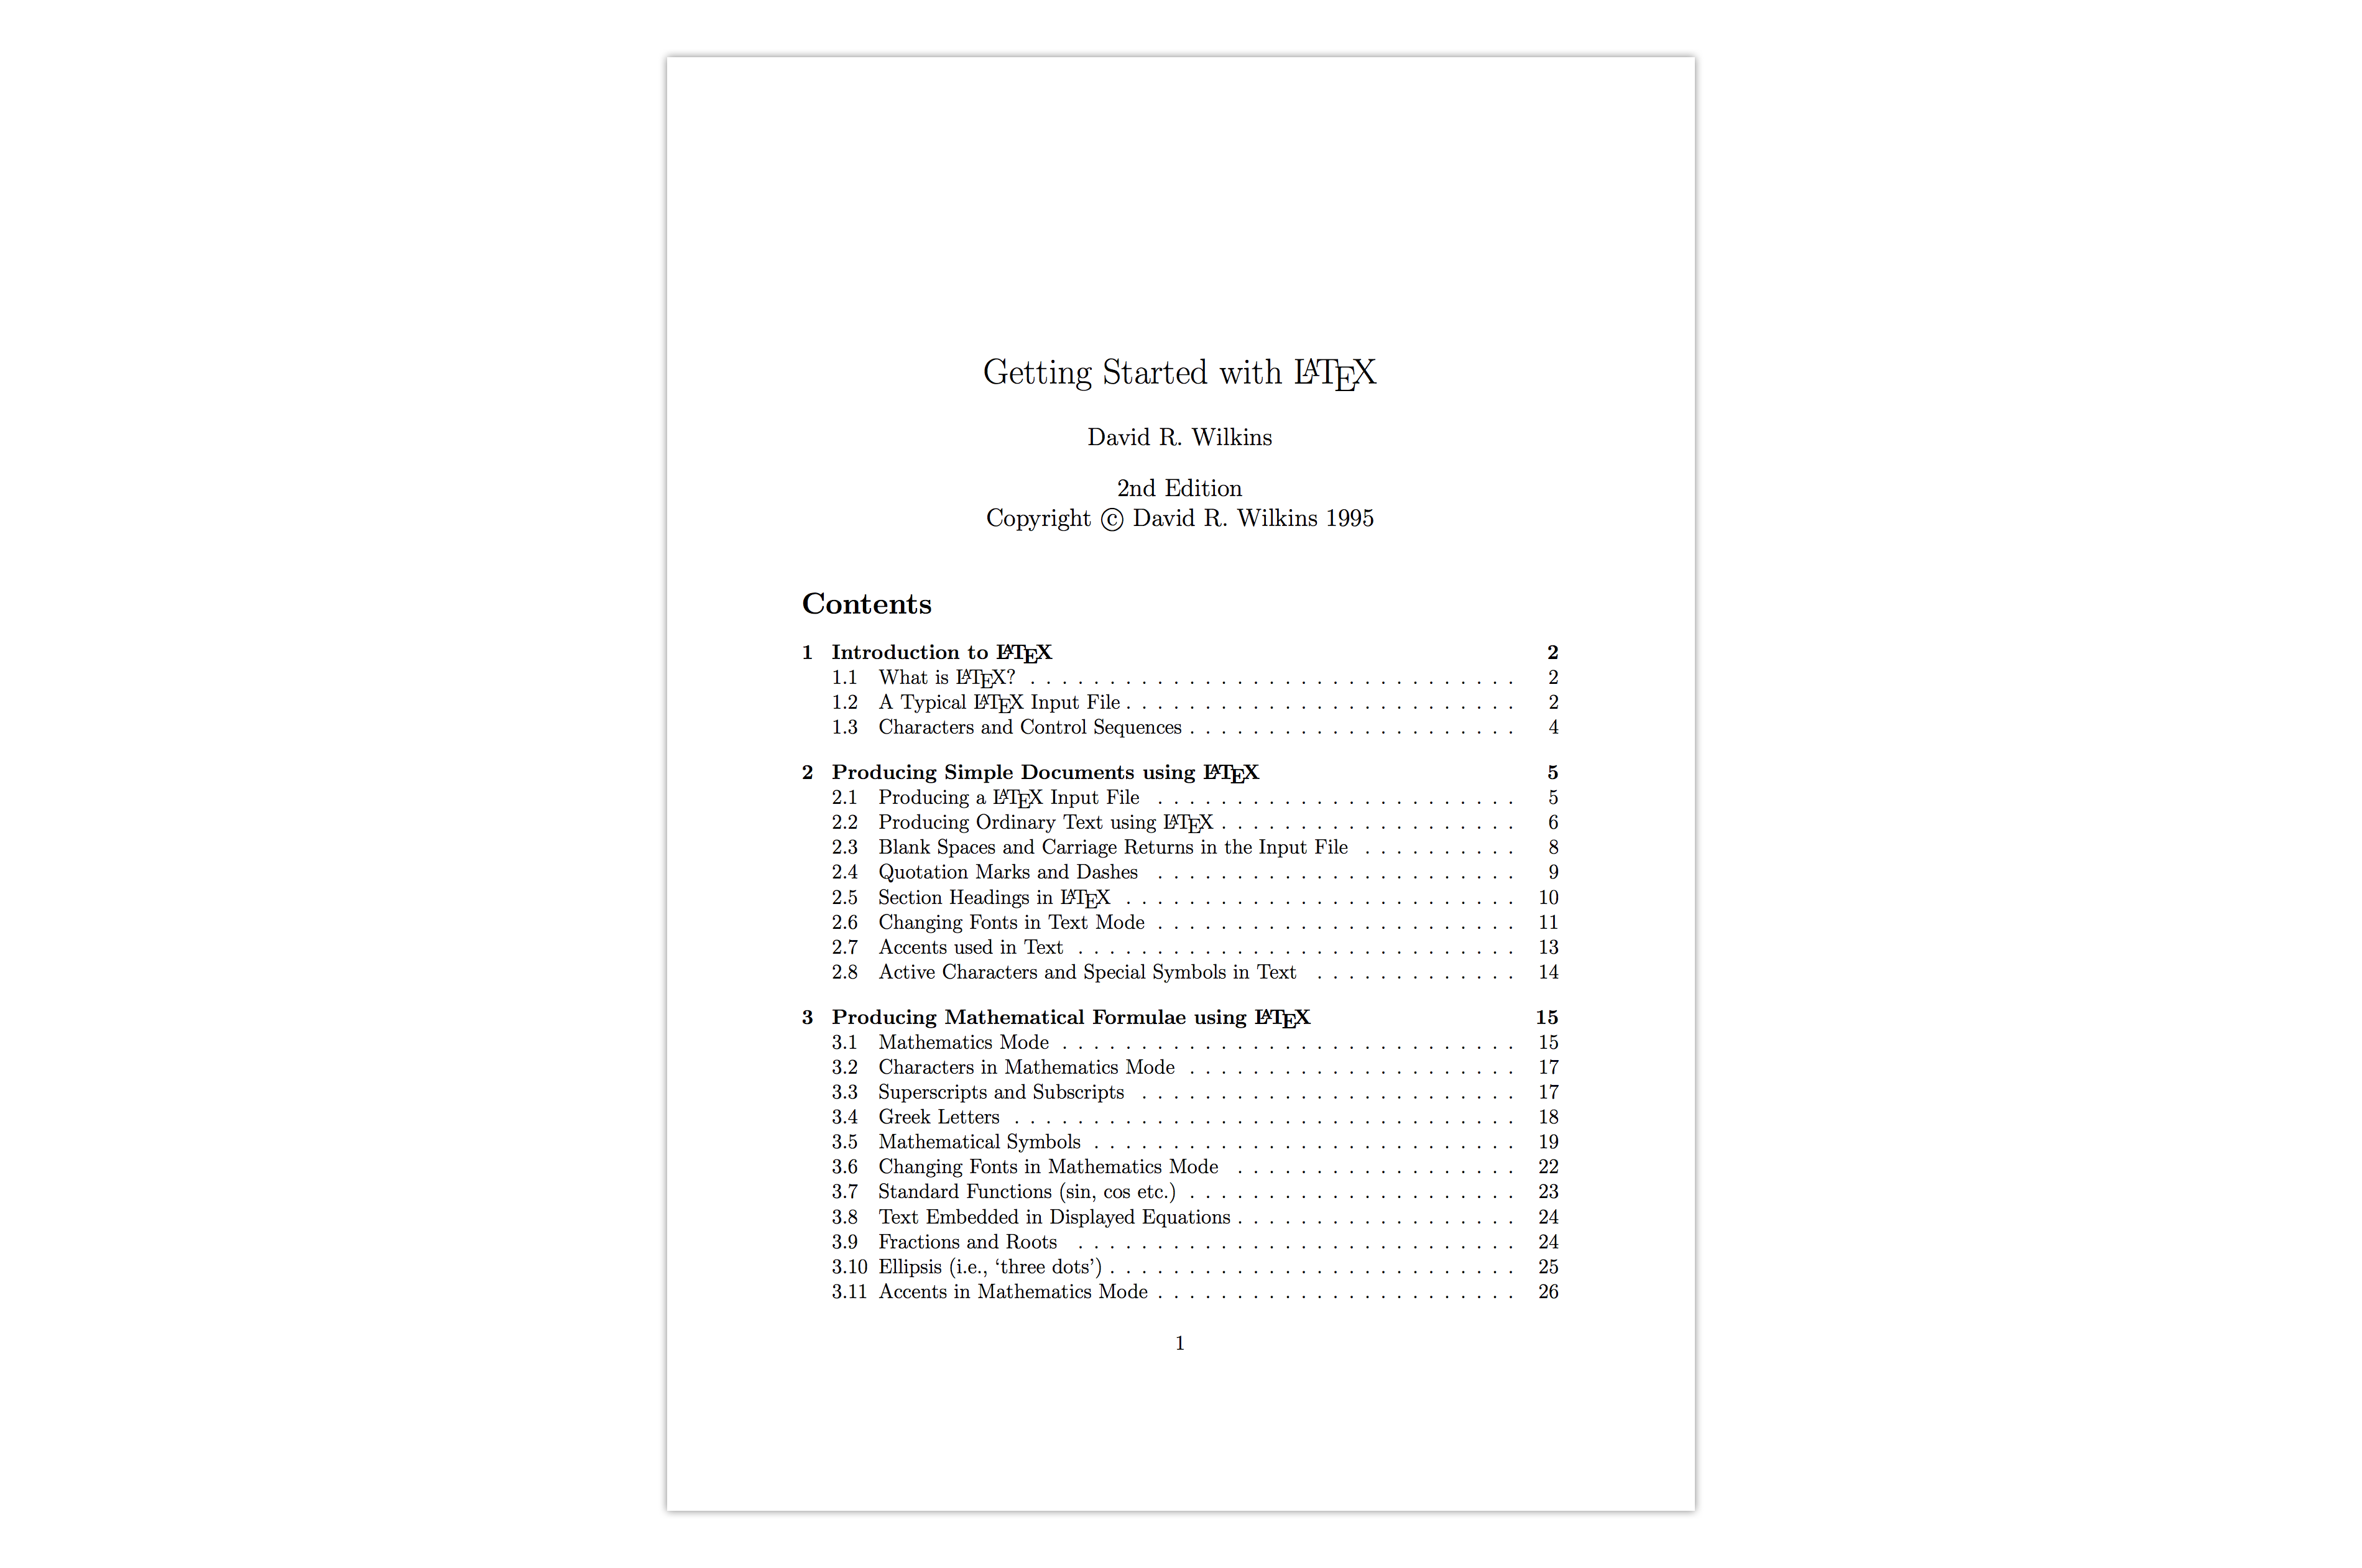 Getting Started with LATEX
David R. Wilkins
2nd Edition
Copyright © David R. Wilkins 1995
Contents
1 Introduction to LATEX 2
1.1 What is LATEX? . . . . . . . . . . . . . . . . . . . . . . . . . . . . . . . 2
1.2 A Typical LATEX Input File . . . . . . . . . . . . . . . . . . . . . . . . . 2
1.3 Characters and Control Sequences . . . . . . . . . . . . . . . . . . . . . 4
2 Producing Simple Documents using LATEX 5
2.1 Producing a LATEX Input File . . . . . . . . . . . . . . . . . . . . . . . 5
2.2 Producing Ordinary Text using LATEX . . . . . . . . . . . . . . . . . . . 6
2.3 Blank Spaces and Carriage Returns in the Input File . . . . . . . . . . 8
2.4 Quotation Marks and Dashes . . . . . . . . . . . . . . . . . . . . . . . 9
2.5 Section Headings in LATEX . . . . . . . . . . . . . . . . . . . . . . . . . 10
2.6 Changing Fonts in Text Mode . . . . . . . . . . . . . . . . . . . . . . . 11
2.7 Accents used in Text . . . . . . . . . . . . . . . . . . . . . . . . . . . . 13
2.8 Active Characters and Special Symbols in Text . . . . . . . . . . . . . 14
3 Producing Mathematical Formulae using LATEX 15
3.1 Mathematics Mode . . . . . . . . . . . . . . . . . . . . . . . . . . . . . 15
3.2 Characters in Mathematics Mode . . . . . . . . . . . . . . . . . . . . . 17
3.3 Superscripts and Subscripts . . . . . . . . . . . . . . . . . . . . . . . . 17
3.4 Greek Letters . . . . . . . . . . . . . . . . . . . . . . . . . . . . . . . . 18
3.5 Mathematical Symbols . . . . . . . . . . . . . . . . . . . . . . . . . . . 19
3.6 Changing Fonts in Mathematics Mode . . . . . . . . . . . . . . . . . . 22
3.7 Standard Functions (sin, cos etc.) . . . . . . . . . . . . . . . . . . . . . 23
3.8 Text Embedded in Displayed Equations . . . . . . . . . . . . . . . . . . 24
3.9 Fractions and Roots . . . . . . . . . . . . . . . . . . . . . . . . . . . . 24
3.10 Ellipsis (i.e., ‘three dots’) . . . . . . . . . . . . . . . . . . . . . . . . . . 25
3.11 Accents in Mathematics Mode . . . . . . . . . . . . . . . . . . . . . . . 26
1